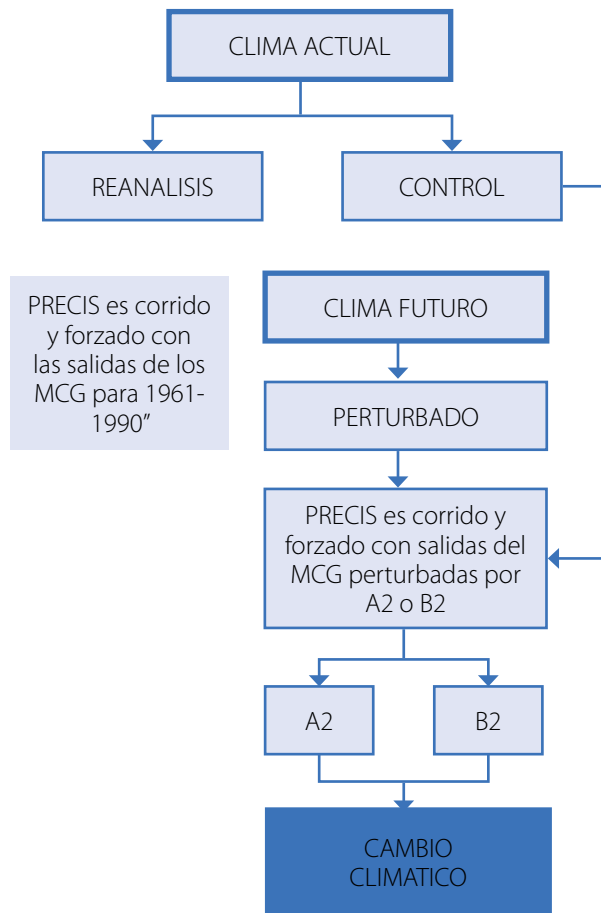 CLIMA ACTUAL
REANALISIS
CONTROL
PRECIS es corrido
y forzado con
las salidas de los
MCG para 1961-
1990”
CLIMA FUTURO
PERTURBADO
PRECIS es corrido y
forzado con salidas del
MCG perturbadas por
A2 o B2
A2
B2
CAMBIO
CLIMATICO